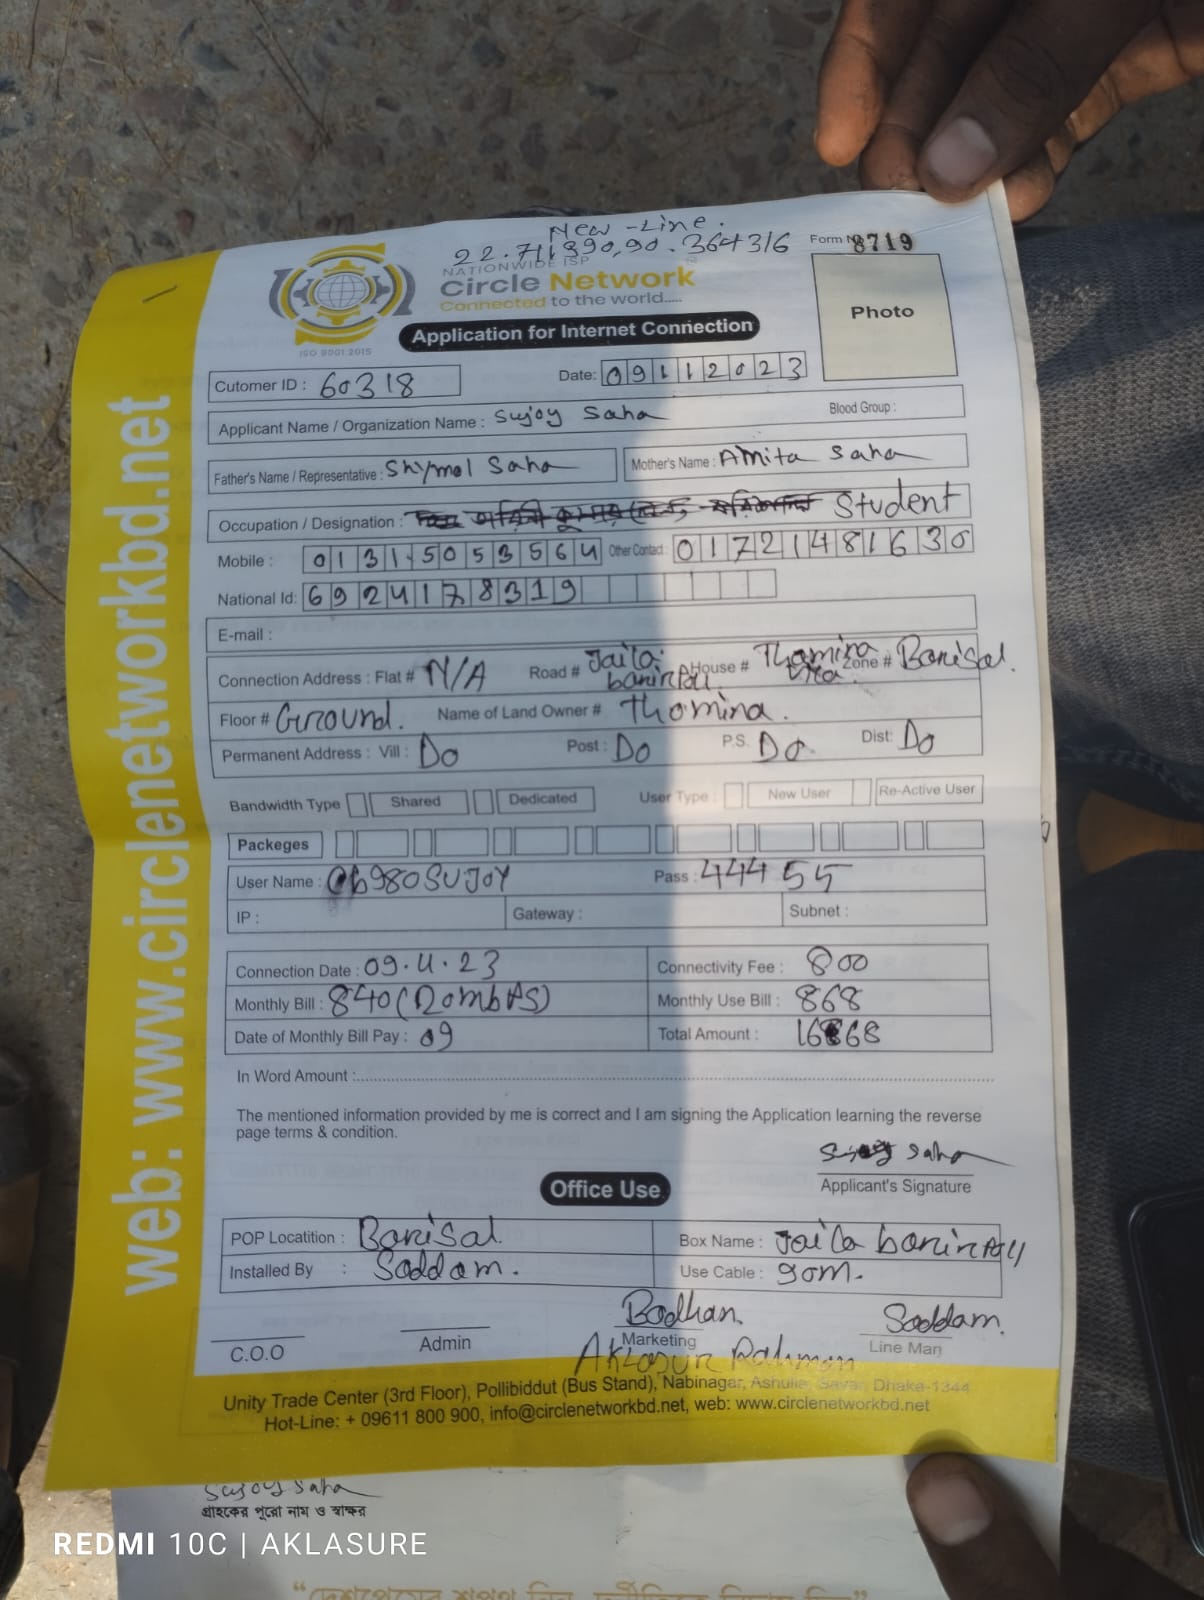 New-Line.
22.711390,90.364316
Form No 8719
NATIONWIDE ISP
Circle Network
Connected to the world.....
ISO 9001:2015
Application for Internet Connection
Photo
Cutomer ID : 60318
Date: 09112023
Applicant Name / Organization Name : Sujoy Saha
Blood Group :
Father's Name / Representative : Shymol Saha
Mother's Name : Amita Saha
Occupation / Designation : Student
Mobile : 01315053564 Other Contact : 01721481630
National Id: 6924178319
E-mail :
Connection Address : Flat # N/A Road # Jaila House # Thamina Zone # Barisal.
Floor # Ground. Name of Land Owner # Thomina.
Permanent Address : Vill : Do Post : Do P.S. Do Dist: Do
Bandwidth Type Shared Dedicated User Type : New User Re-Active User
Packeges
User Name : 980SUJOY Pass : 44455
IP : Gateway : Subnet :
Connection Date : 09.4.23 Connectivity Fee : 800
Monthly Bill : 840 Monthly Use Bill : 868
Date of Monthly Bill Pay : 09 Total Amount :
In Word Amount :
The mentioned information provided by me is correct and I am signing the Application learning the reverse
page terms & condition.
Saha
Applicant's Signature
Office Use
POP Locatition : Barisal Box Name : Jaila
Installed By : Saddam. Use Cable : 90m.
C.O.O
Admin
Bodhan
Marketing
Aklasur Rahman
Saddam.
Line Man
Unity Trade Center (3rd Floor), Pollibiddut (Bus Stand), Nabinagar, Ashulia, Savar, Dhaka-1344
Hot-Line: + 09611 800 900, info@circlenetworkbd.net, web: www.circlenetworkbd.net
web: www.circlenetworkbd.net
Sujoy Saha
গ্রাহকের পুরো নাম ও স্বাক্ষর
REDMI 10C | AKLASURE